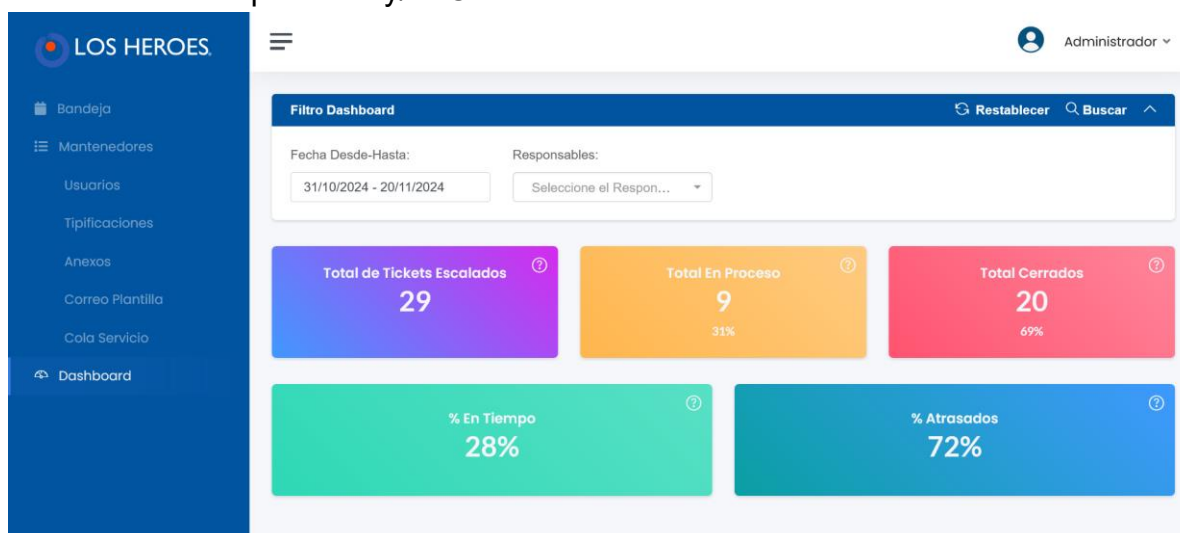 LOS HEROES.
Administrador
Bandeja
Mantenedores
Usuarios
Tipificaciones
Anexos
Correo Plantilla
Cola Servicio
Dashboard
Filtro Dashboard Restablecer Buscar
Fecha Desde-Hasta: Responsables:
31/10/2024 - 20/11/2024 Seleccione el Respon...
Total de Tickets Escalados ?
29
Total En Proceso ?
9
31%
Total Cerrados ?
20
69%
% En Tiempo ?
28%
% Atrasados ?
72%